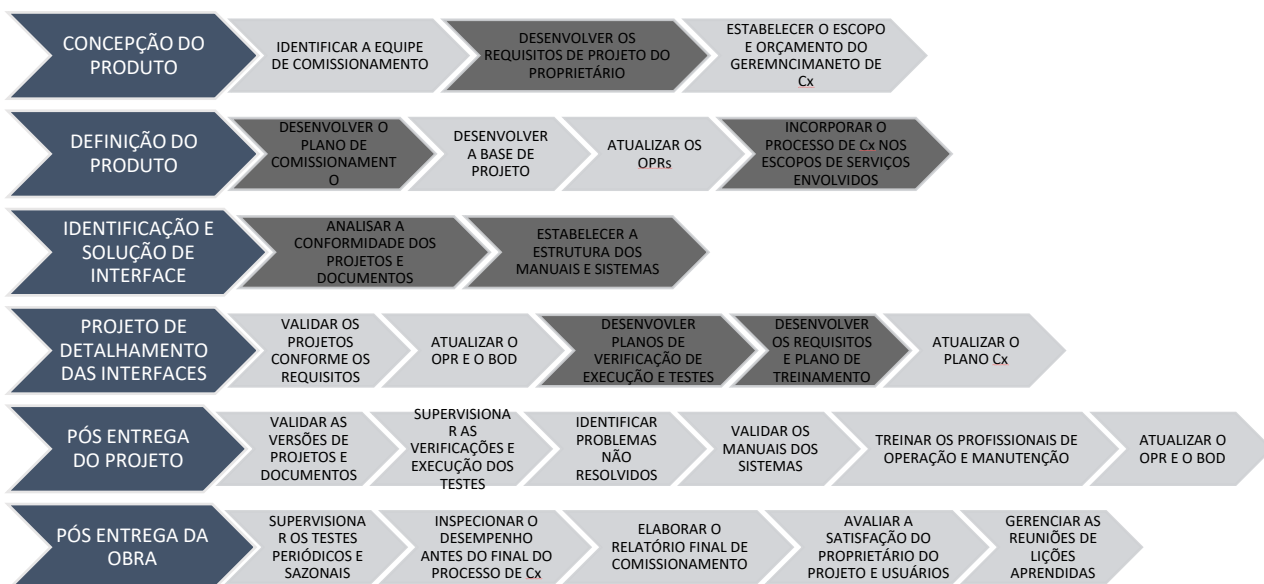 CONCEPÇÃO DO
PRODUTO
IDENTIFICAR A EQUIPE
DE COMISSIONAMENTO
DESENVOLVER OS
REQUISITOS DE PROJETO DO
PROPRIETÁRIO
ESTABELECER O ESCOPO
E ORÇAMENTO DO
GEREMNCIMANETO DE
Cx
DEFINIÇÃO DO
PRODUTO
DESENVOLVER O
PLANO DE
COMISSIONAMENT
O
DESENVOLVER
A BASE DE
PROJETO
ATUALIZAR OS
OPRs
INCORPORAR O
PROCESSO DE Cx NOS
ESCOPOS DE SERVIÇOS
ENVOLVIDOS
IDENTIFICAÇÃO E
SOLUÇÃO DE
INTERFACE
ANALISAR A
CONFORMIDADE DOS
PROJETOS E
DOCUMENTOS
ESTABELECER A
ESTRUTURA DOS
MANUAIS E SISTEMAS
PROJETO DE
DETALHAMENTO
DAS INTERFACES
VALIDAR OS
PROJETOS
CONFORME OS
REQUISITOS
ATUALIZAR O
OPR E O BOD
DESENVOVLER
PLANOS DE
VERIFICAÇÃO DE
EXECUÇÃO E TESTES
DESENVOLVER
OS REQUISITOS
E PLANO DE
TREINAMENTO
ATUALIZAR O
PLANO Cx
PÓS ENTREGA
DO PROJETO
VALIDAR AS
VERSÕES DE
PROJETOS E
DOCUMENTOS
SUPERVISIONA
R AS
VERIFICAÇÕES E
EXECUÇÃO DOS
TESTES
IDENTIFICAR
PROBLEMAS
NÃO
RESOLVIDOS
VALIDAR OS
MANUAIS DOS
SISTEMAS
TREINAR OS PROFISSIONAIS DE
OPERAÇÃO E MANUTENÇÃO
ATUALIZAR O
OPR E O BOD
PÓS ENTREGA DA
OBRA
SUPERVISIONA
R OS TESTES
PERIÓDICOS E
SAZONAIS
INSPECIONAR O
DESEMPENHO
ANTES DO FINAL DO
PROCESSO DE Cx
ELABORAR O
RELATÓRIO FINAL DE
COMISSIONAMENTO
AVALIAR A
SATISFAÇÃO DO
PROPRIETÁRIO DO
PROJETO E USUÁRIOS
GERENCIAR AS
REUNIÕES DE
LIÇÕES
APRENDIDAS